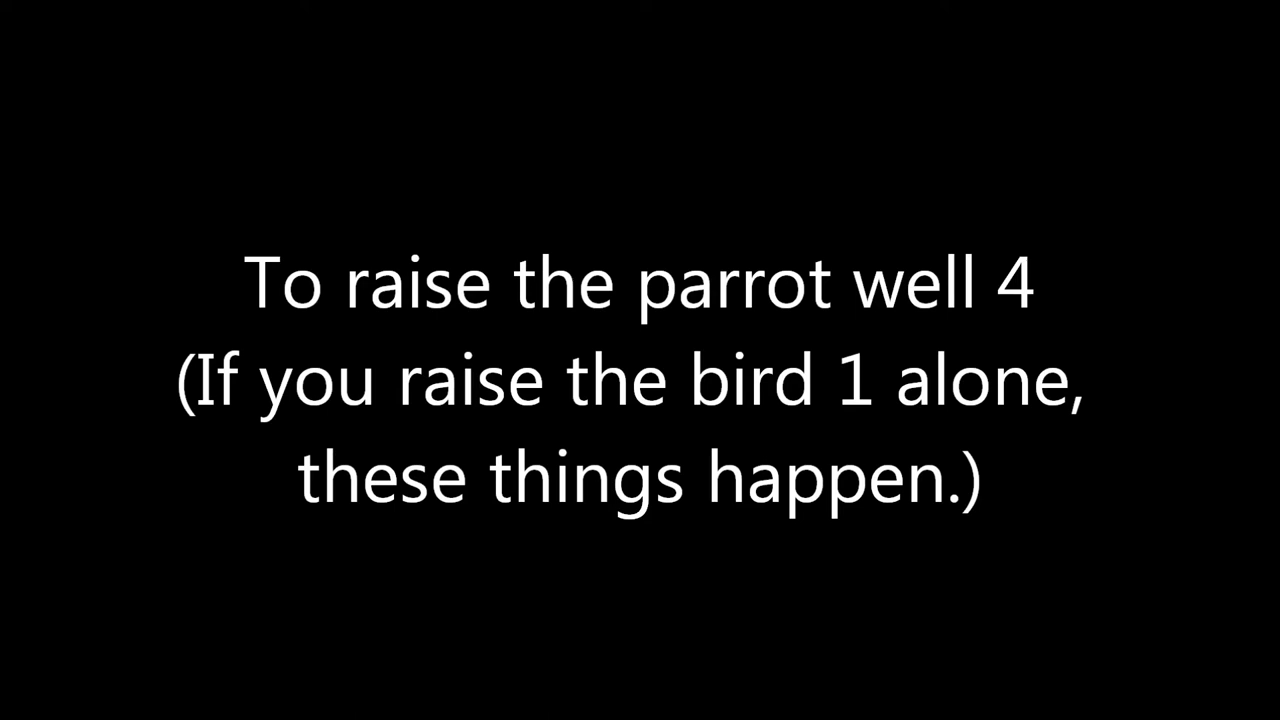 To raise the parrot well 4
(If you raise the bird 1 alone,
these things happen.)